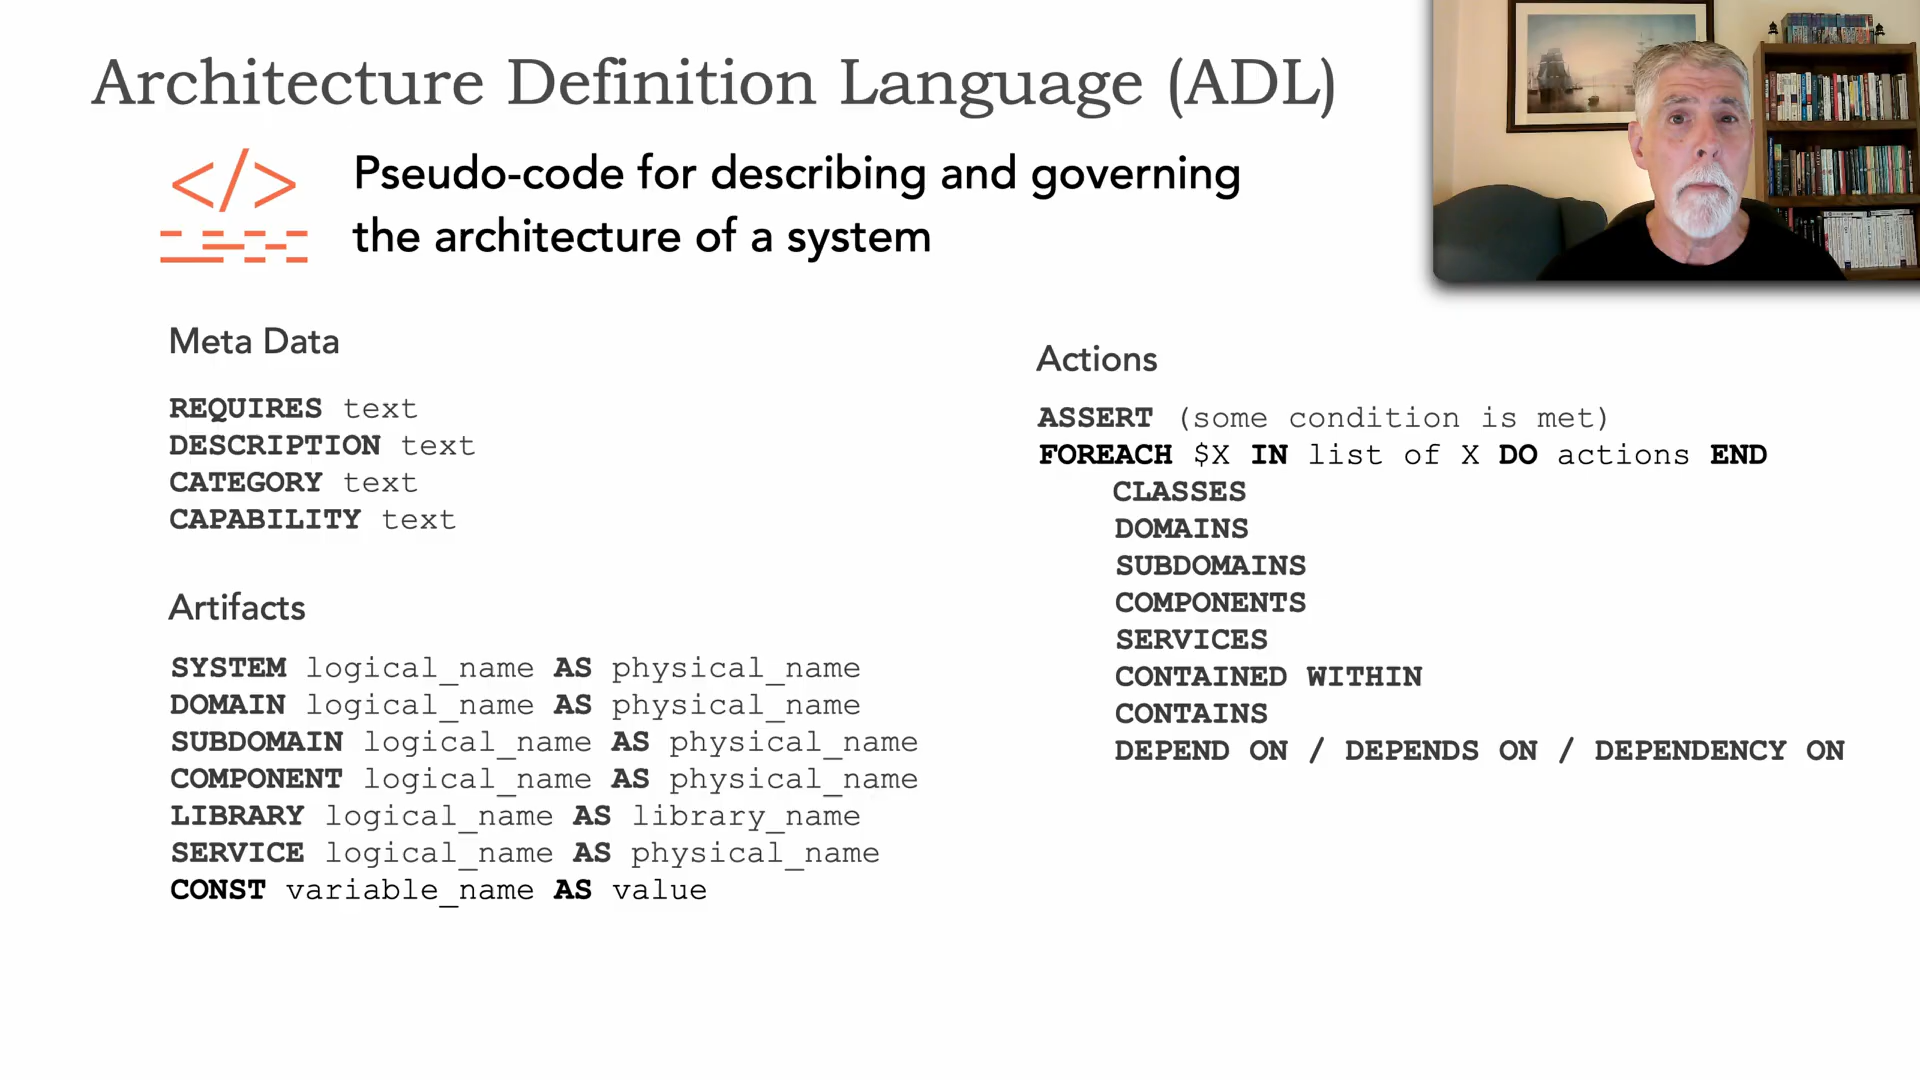 Architecture Definition Language (ADL)
</>
Pseudo-code for describing and governing
the architecture of a system
Meta Data
REQUIRES text
DESCRIPTION text
CATEGORY text
CAPABILITY text
Artifacts
SYSTEM logical_name AS physical_name
DOMAIN logical_name AS physical_name
SUBDOMAIN logical_name AS physical_name
COMPONENT logical_name AS physical_name
LIBRARY logical_name AS library_name
SERVICE logical_name AS physical_name
CONST variable_name AS value
Actions
ASSERT (some condition is met)
FOREACH $X IN list of X DO actions END
CLASSES
DOMAINS
SUBDOMAINS
COMPONENTS
SERVICES
CONTAINED WITHIN
CONTAINS
DEPEND ON / DEPENDS ON / DEPENDENCY ON